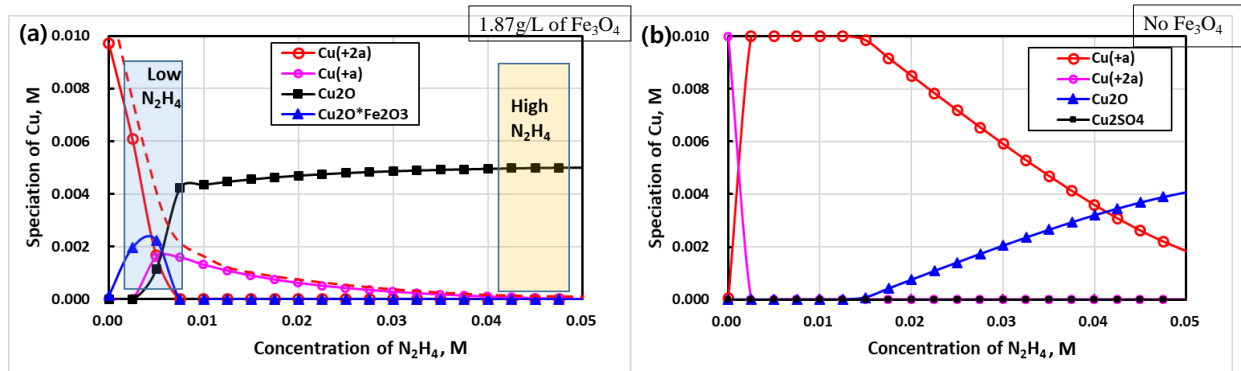 1.87g/L of Fe₃O₄
(a)
0.010
0.008
0.006
0.004
0.002
0.000
Speciation of Cu, M
Cu(+2a)
Cu(+a)
Cu2O
Cu2O*Fe2O3
Low
N₂H₄
High
N₂H₄
0.00 0.01 0.02 0.03 0.04 0.05
Concentration of N₂H₄, M
No Fe₃O₄
(b)
0.010
0.008
0.006
0.004
0.002
0.000
Speciation of Cu, M
Cu(+a)
Cu(+2a)
Cu2O
Cu2SO4
0.00 0.01 0.02 0.03 0.04 0.05
Concentration of N₂H₄, M